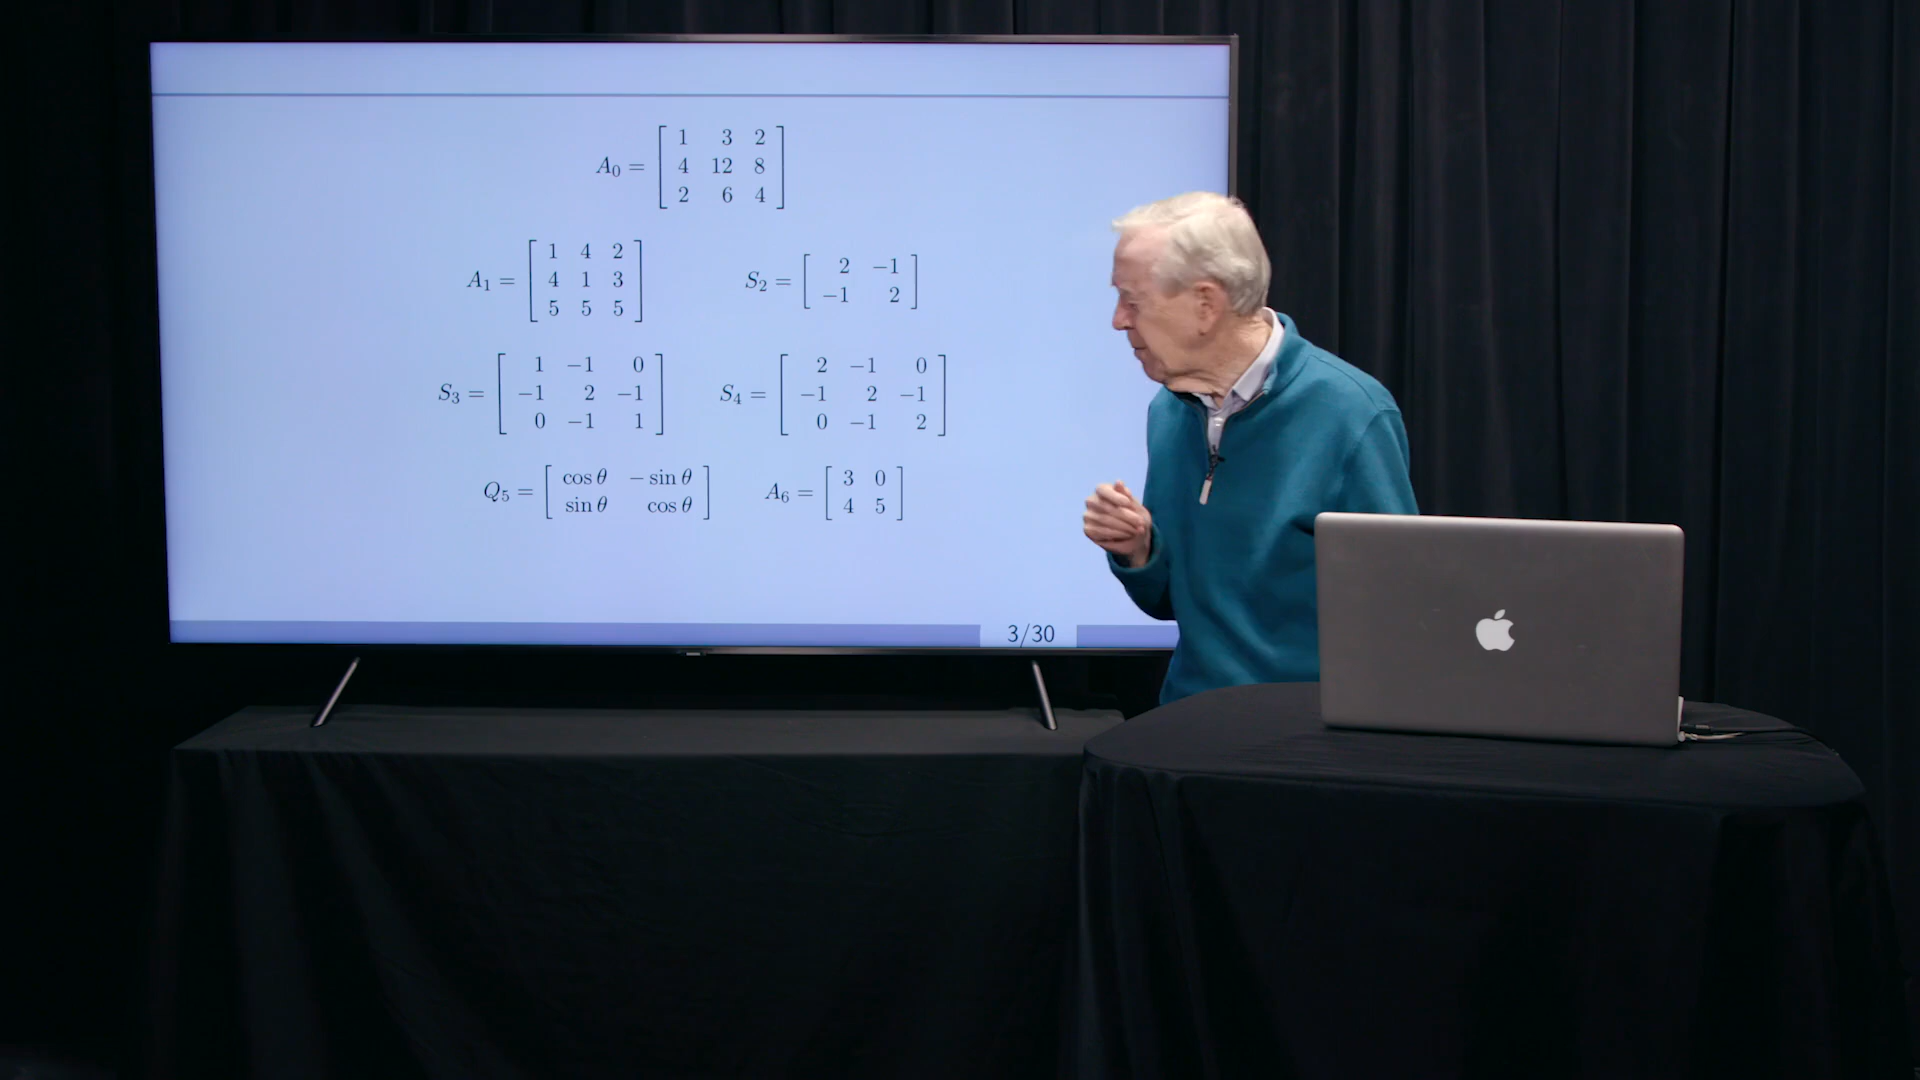 A₀ = [ 1 3 2
4 12 8
2 6 4 ]
A₁ = [ 1 4 2
4 1 3
5 5 5 ]
S₂ = [ 2 −1
−1 2 ]
S₃ = [ 1 −1 0
−1 2 −1
0 −1 1 ]
S₄ = [ 2 −1 0
−1 2 −1
0 −1 2 ]
Q₅ = [ cos θ − sin θ
sin θ cos θ ]
A₆ = [ 3 0
4 5 ]
3/30